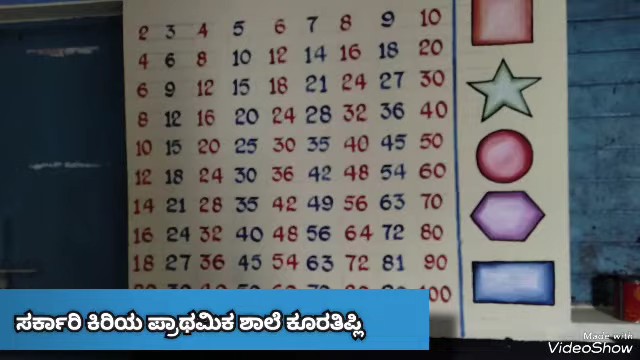 2 3 4 5 6 7 8 9 10
4 6 8 10 12 14 16 18 20
6 9 12 15 18 21 24 27 30
8 12 16 20 24 28 32 36 40
10 15 20 25 30 35 40 45 50
12 18 24 30 36 42 48 54 60
14 21 28 35 42 49 56 63 70
16 24 32 40 48 56 64 72 80
18 27 36 45 54 63 72 81 90
100
ಸರ್ಕಾರಿ ಕಿರಿಯ ಪ್ರಾಥಮಿಕ ಶಾಲೆ ಕೂರತಿಪ್ಲಿ
Made with
VideoShow